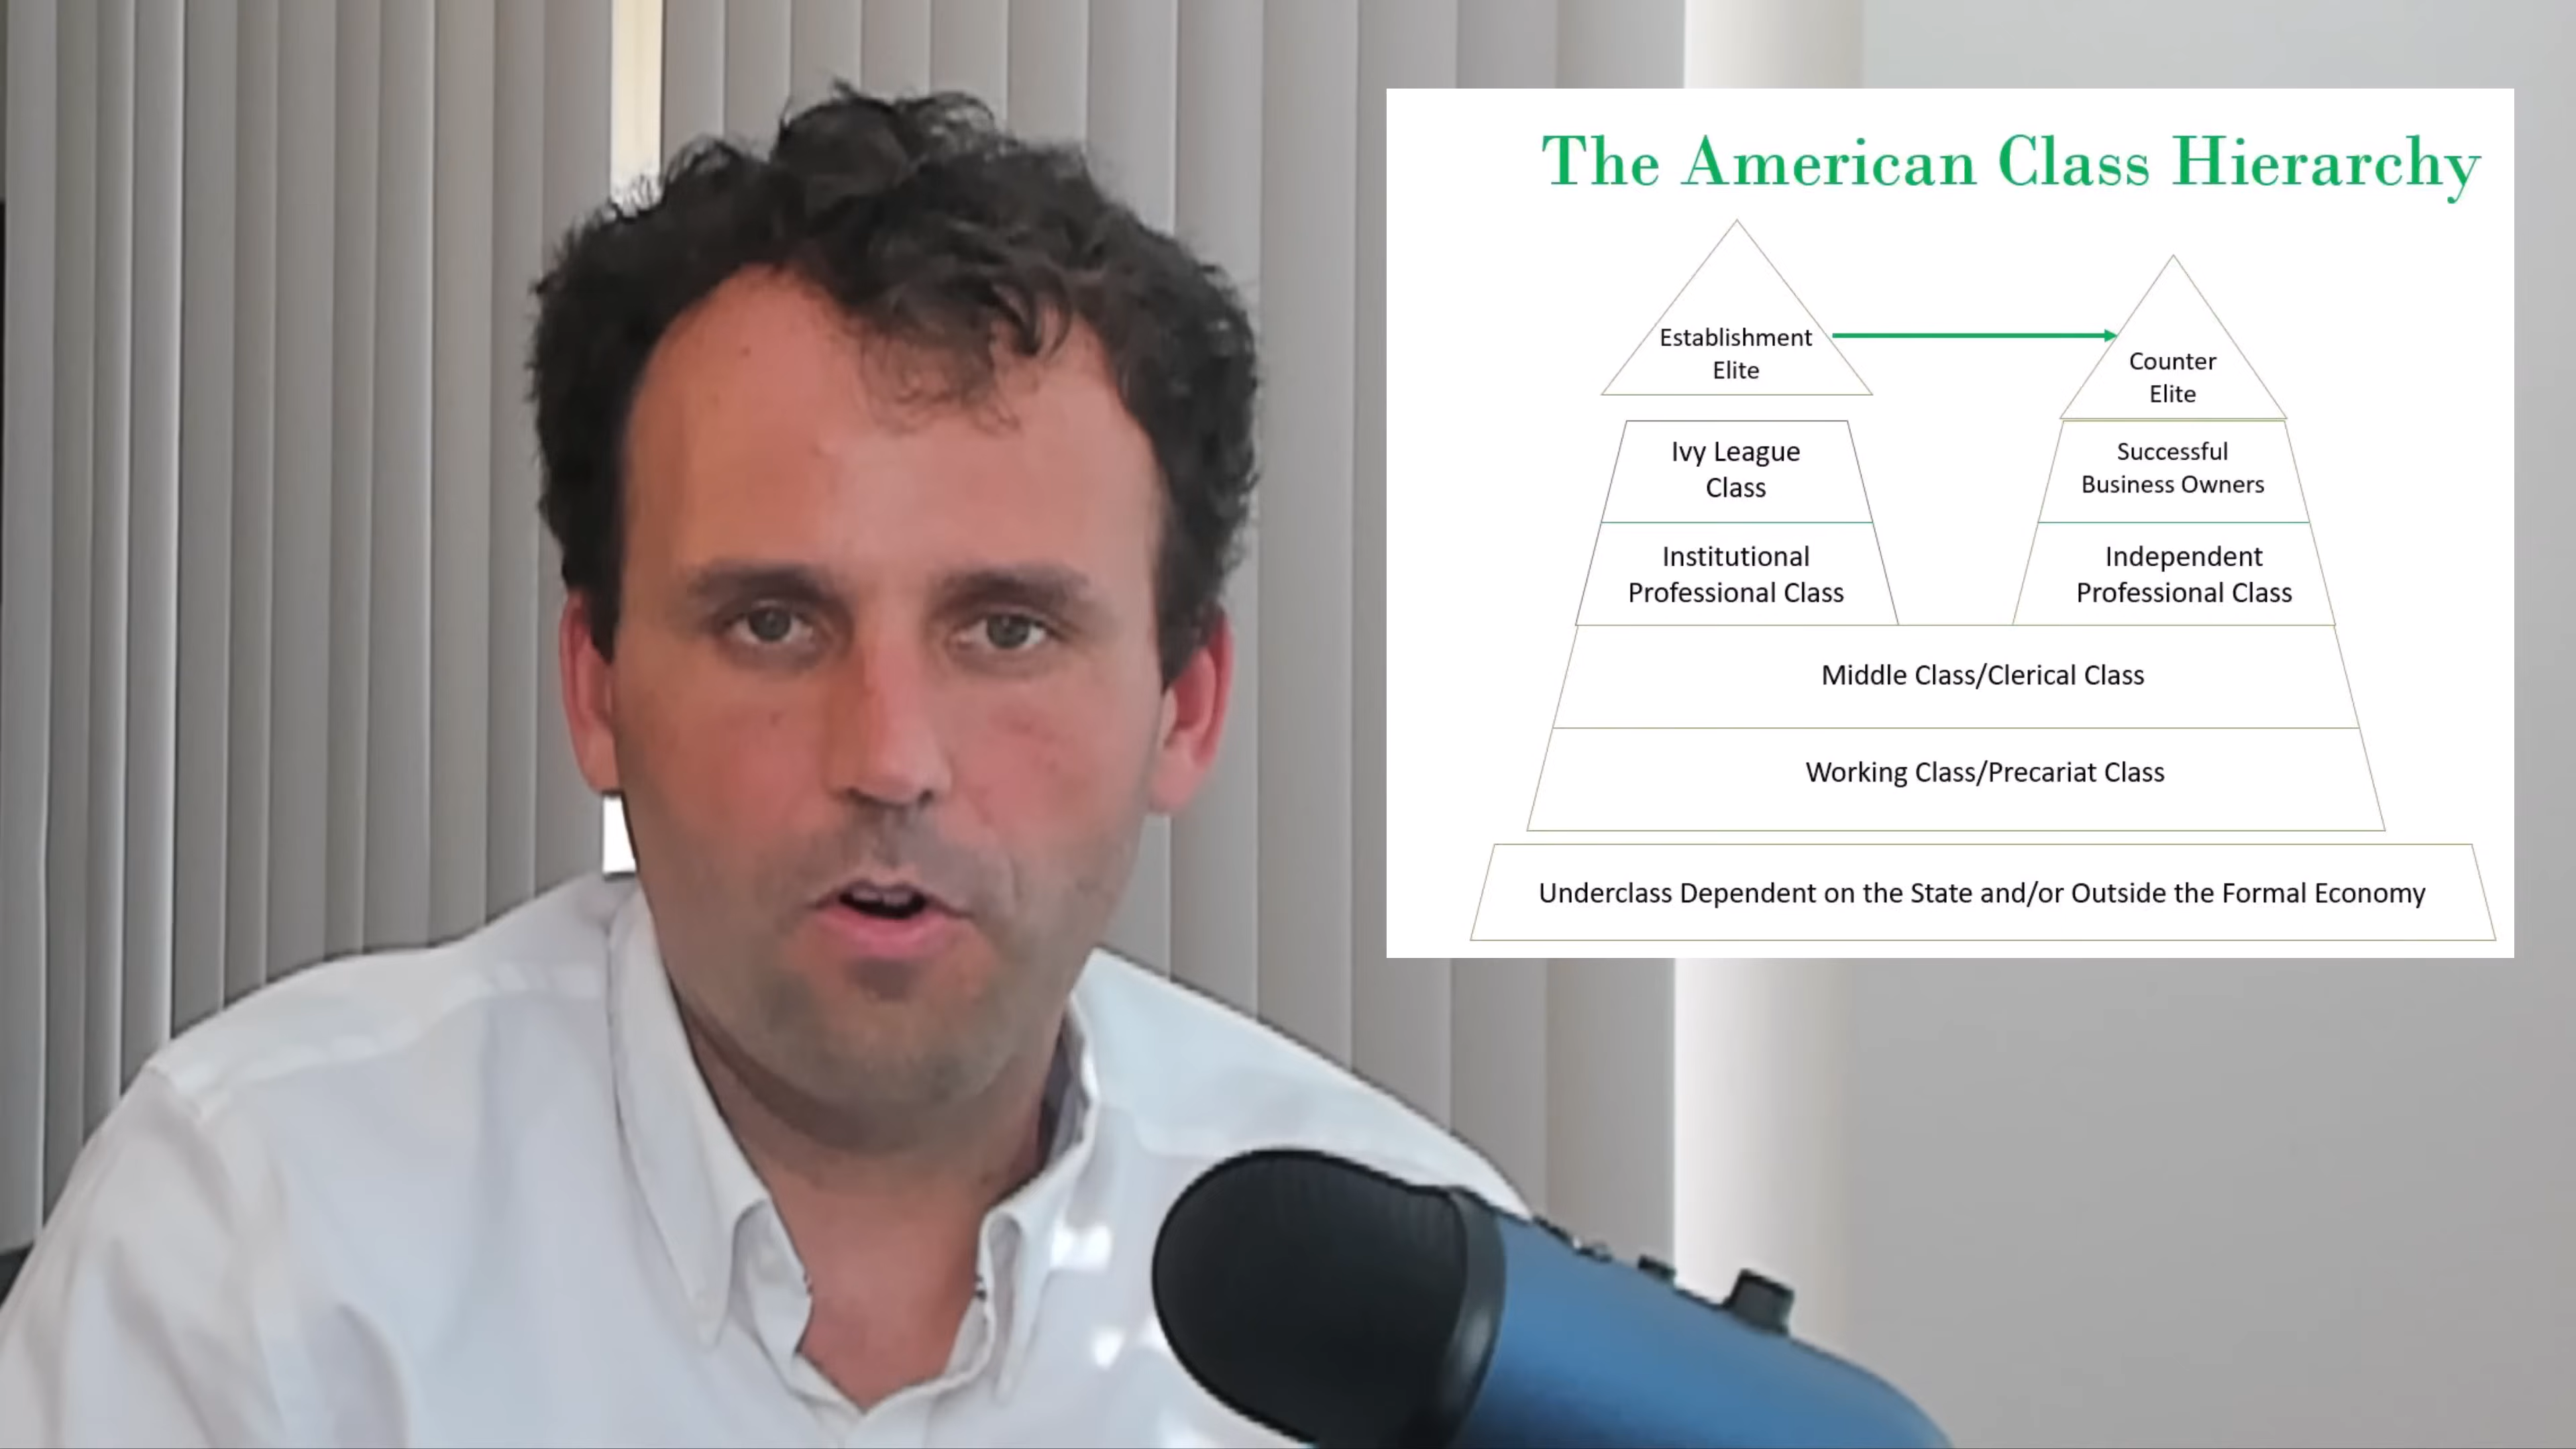 The American Class Hierarchy
Establishment
Elite
Counter
Elite
Ivy League
Class
Successful
Business Owners
Institutional
Professional Class
Independent
Professional Class
Middle Class/Clerical Class
Working Class/Precariat Class
Underclass Dependent on the State and/or Outside the Formal Economy